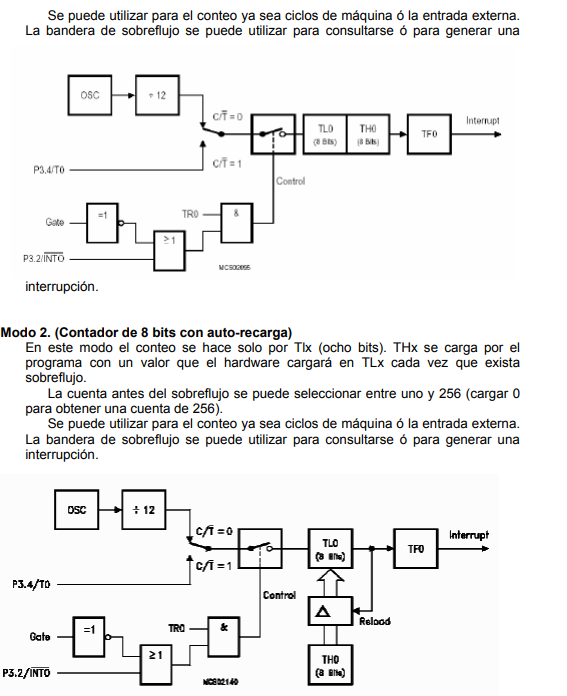 Se puede utilizar para el conteo ya sea ciclos de máquina ó la entrada externa.
La bandera de sobreflujo se puede utilizar para consultarse ó para generar una
OSC
÷ 12
C/T̅ = 0
TL0
(8 Bits)
TH0
(8 Bits)
TF0
Interrupt
C/T̅ = 1
P3.4/T0
Control
Gate
=1
TR0
&
≥1
P3.2/I̅N̅T̅O̅
MCS02095
interrupción.
Modo 2. (Contador de 8 bits con auto-recarga)
En este modo el conteo se hace solo por Tlx (ocho bits). THx se carga por el
programa con un valor que el hardware cargará en TLx cada vez que exista
sobreflujo.
La cuenta antes del sobreflujo se puede seleccionar entre uno y 256 (cargar 0
para obtener una cuenta de 256).
Se puede utilizar para el conteo ya sea ciclos de máquina ó la entrada externa.
La bandera de sobreflujo se puede utilizar para consultarse ó para generar una
interrupción.
OSC
÷ 12
C/T̅ = 0
TL0
(8 Bits)
TF0
Interrupt
C/T̅ = 1
P3.4/T0
Control
Reload
Gate
=1
TR0
&
≥1
TH0
(8 Bits)
P3.2/I̅N̅T̅O̅
MCS02140